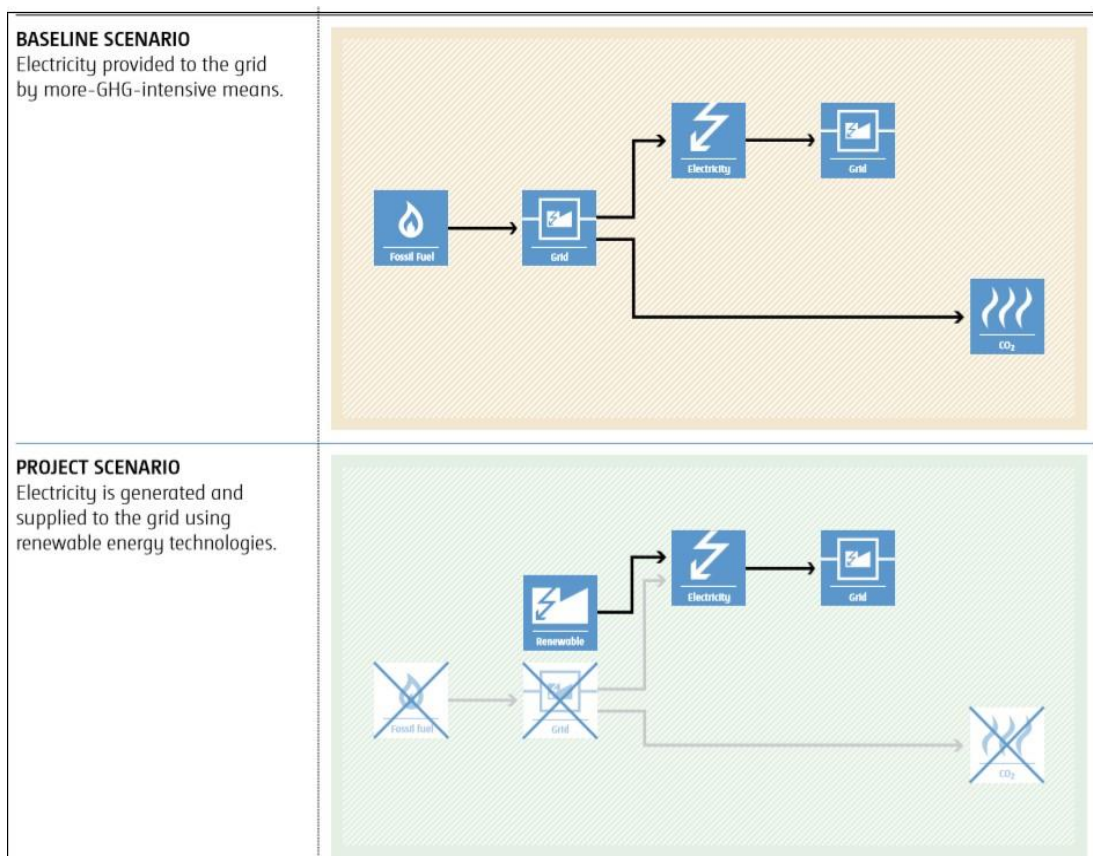 BASELINE SCENARIO
Electricity provided to the grid
by more-GHG-intensive means.
Electricity
Grid
Fossil Fuel
Grid
CO₂
PROJECT SCENARIO
Electricity is generated and
supplied to the grid using
renewable energy technologies.
Electricity
Grid
Renewable
Fossil fuel
Grid
CO₂